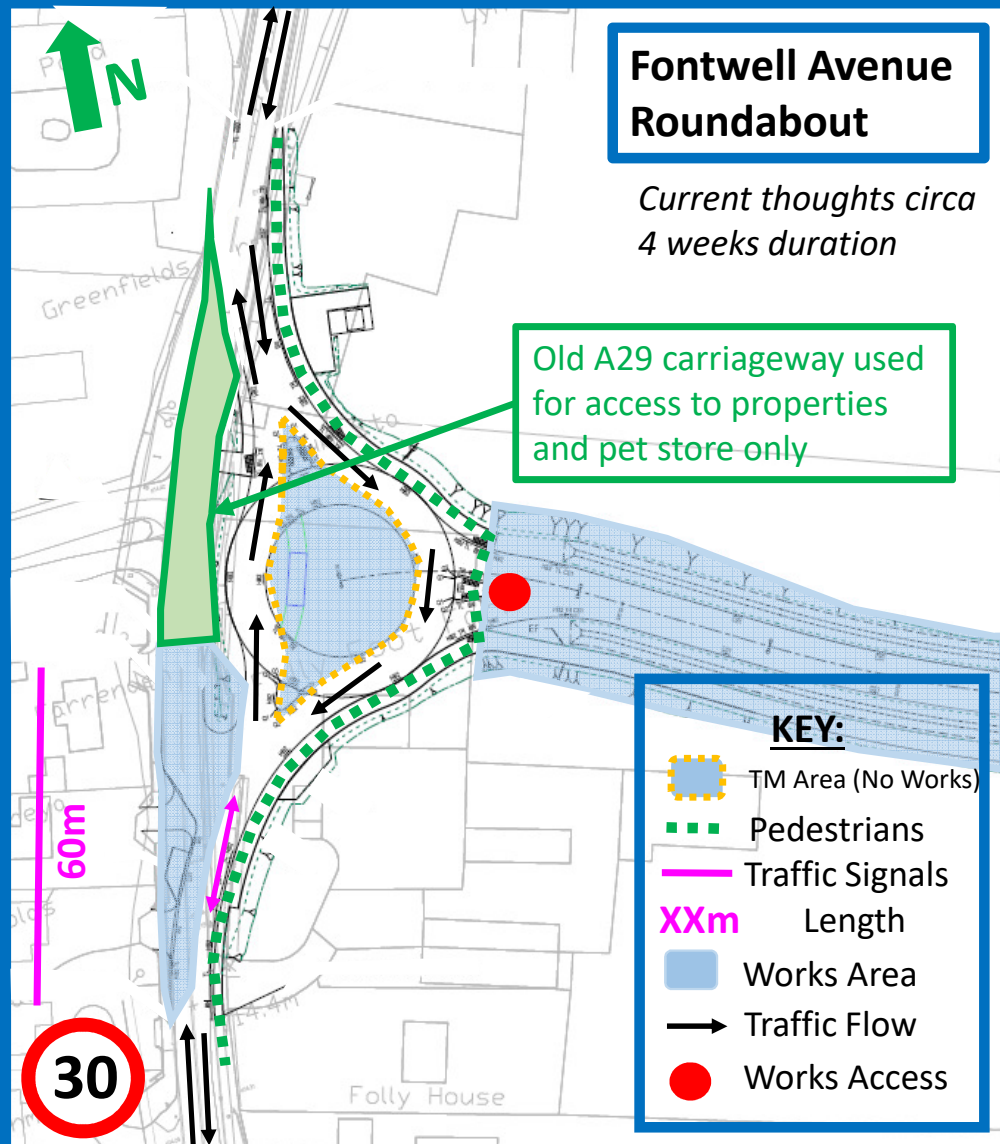 N
Fontwell Avenue
Roundabout
Current thoughts circa
4 weeks duration
Greenfields
Old A29 carriageway used
for access to properties
and pet store only
60m
14.4m
Folly House
30
KEY:
TM Area (No Works)
Pedestrians
Traffic Signals
XXm Length
Works Area
Traffic Flow
Works Access